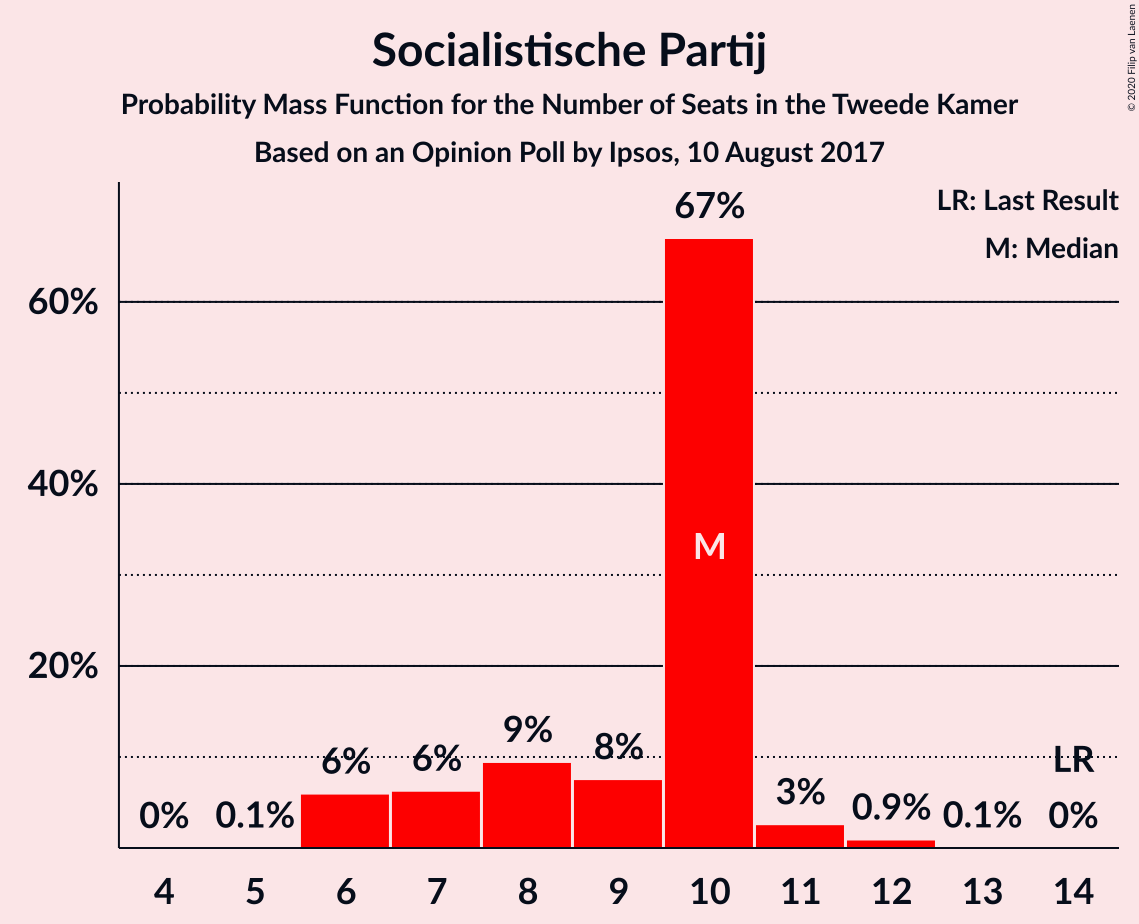 Socialistische Partij
Probability Mass Function for the Number of Seats in the Tweede Kamer
Based on an Opinion Poll by Ipsos, 10 August 2017
© 2020 Filip van Laenen
LR: Last Result
M: Median
67%
60%
40%
20%
M
0%
0.1%
6%
6%
9%
8%
3%
0.9%
0.1%
LR
0%
4 5 6 7 8 9 10 11 12 13 14